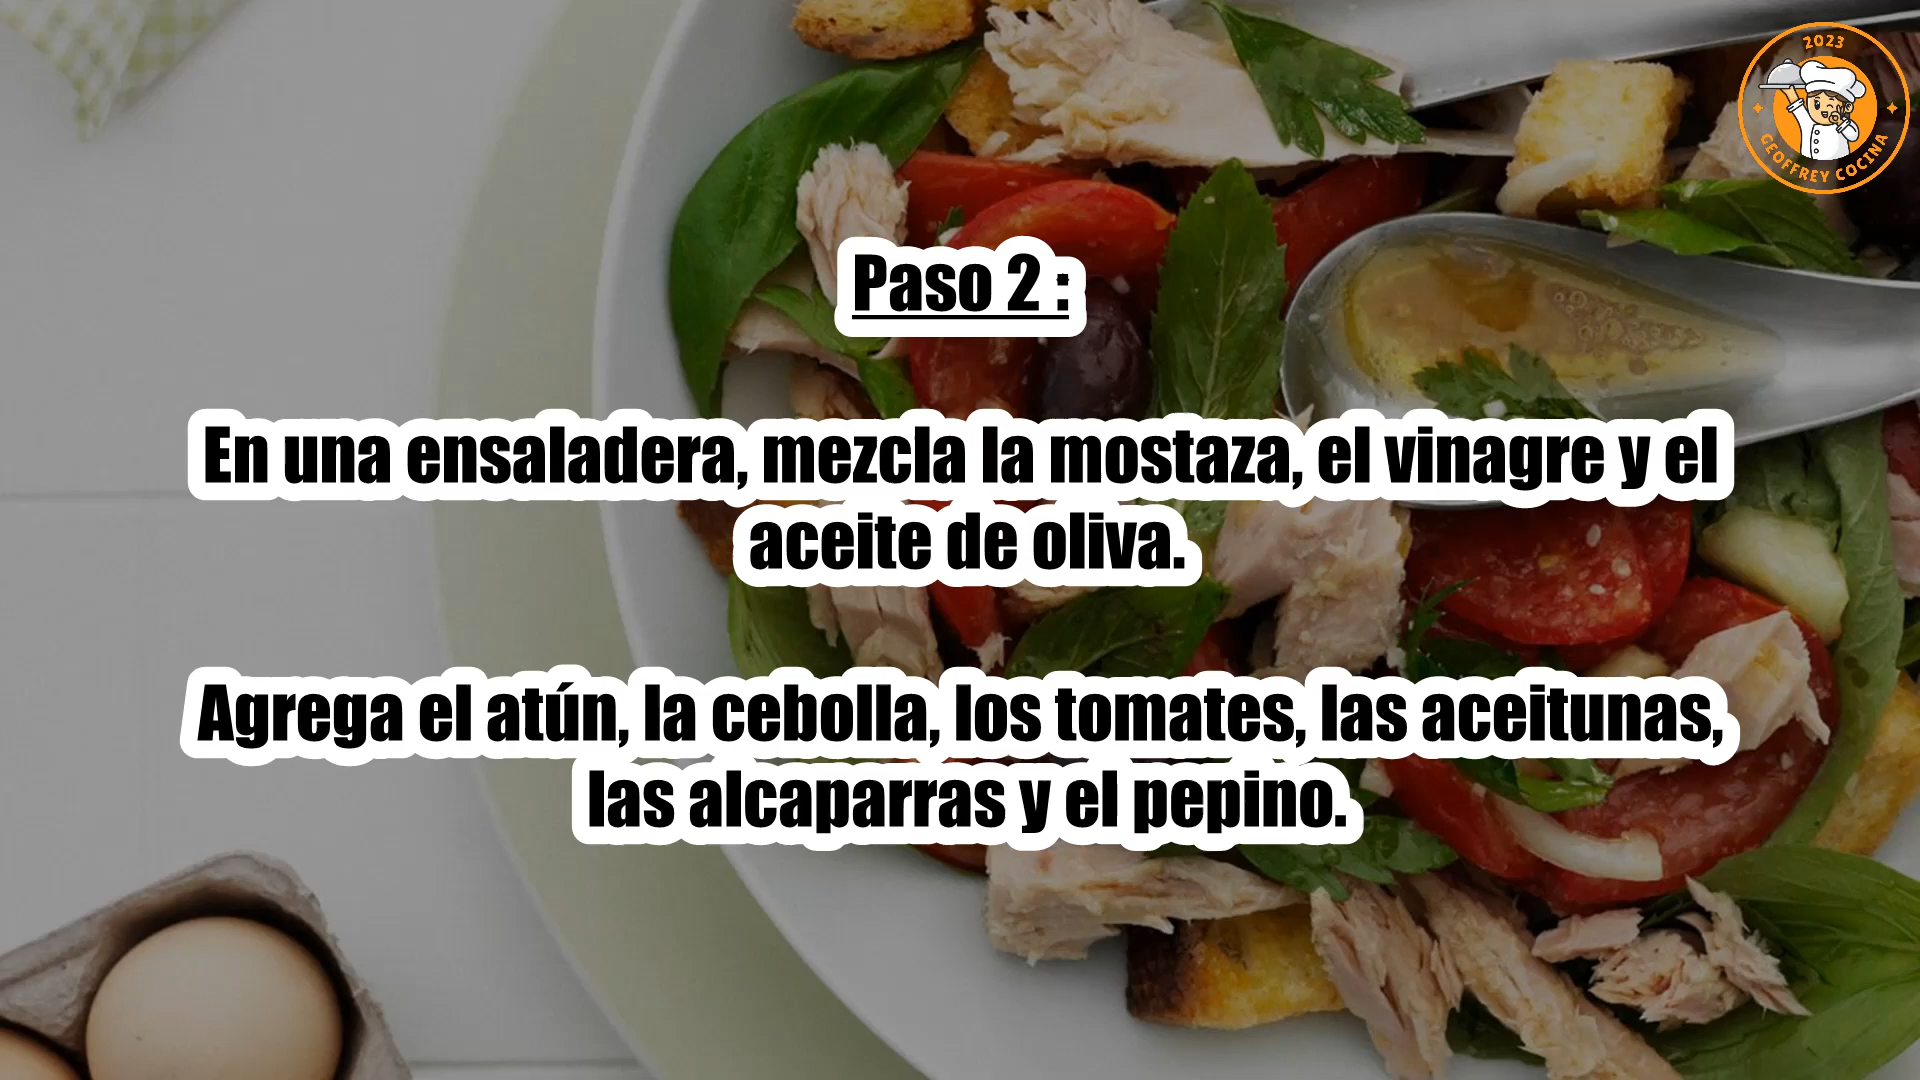 2023
GEOFFREY COCINA
Paso 2 :
En una ensaladera, mezcla la mostaza, el vinagre y el
aceite de oliva.
Agrega el atún, la cebolla, los tomates, las aceitunas,
las alcaparras y el pepino.